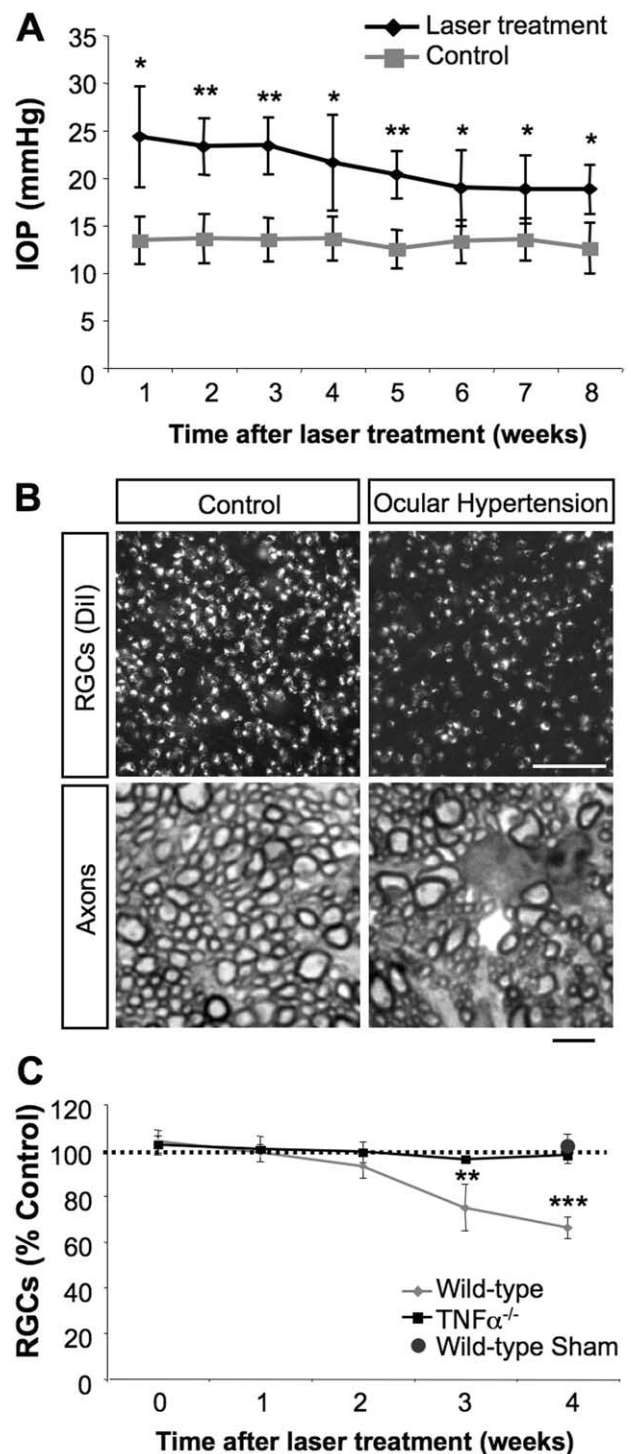 A
35
30
25
20
15
10
5
0
IOP (mmHg)
Laser treatment
Control
* ** ** * ** * * *
1 2 3 4 5 6 7 8
Time after laser treatment (weeks)
B
Control Ocular Hypertension
RGCs (DiI)
Axons
C
120
100
80
60
40
20
0
RGCs (% Control)
**
***
Wild-type
TNFα-/-
Wild-type Sham
0 1 2 3 4
Time after laser treatment (weeks)